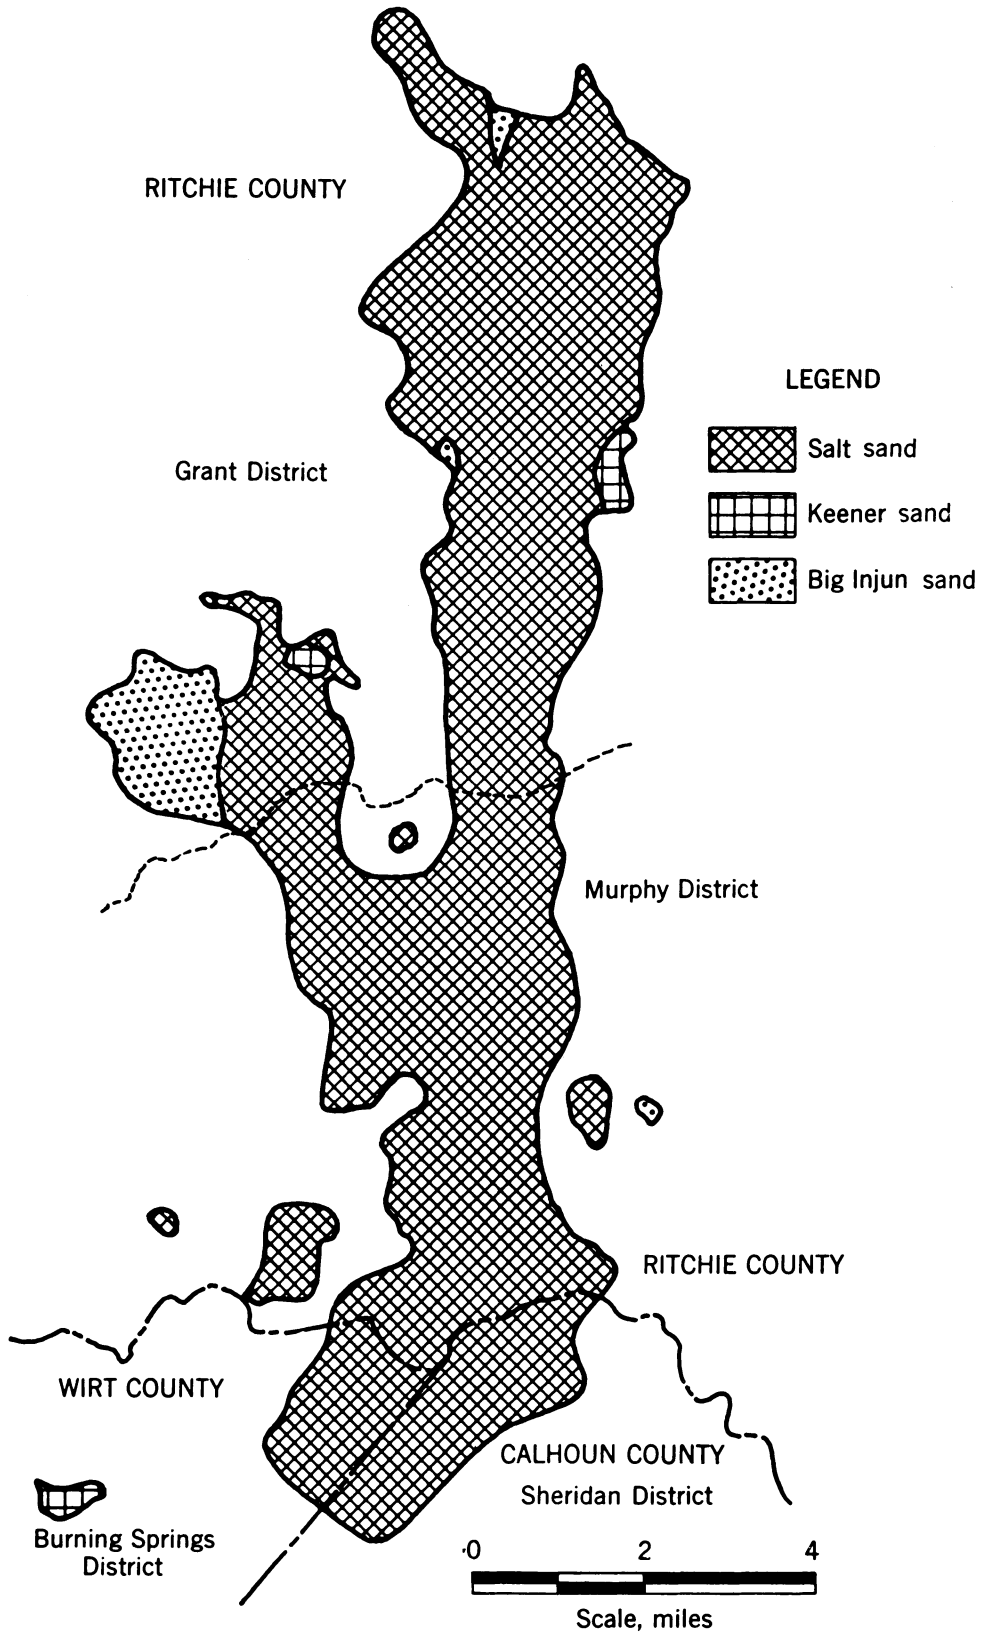 RITCHIE COUNTY
LEGEND
Salt sand
Keener sand
Big Injun sand
Grant District
Murphy District
RITCHIE COUNTY
WIRT COUNTY
CALHOUN COUNTY
Sheridan District
Burning Springs
District
0 2 4
Scale, miles